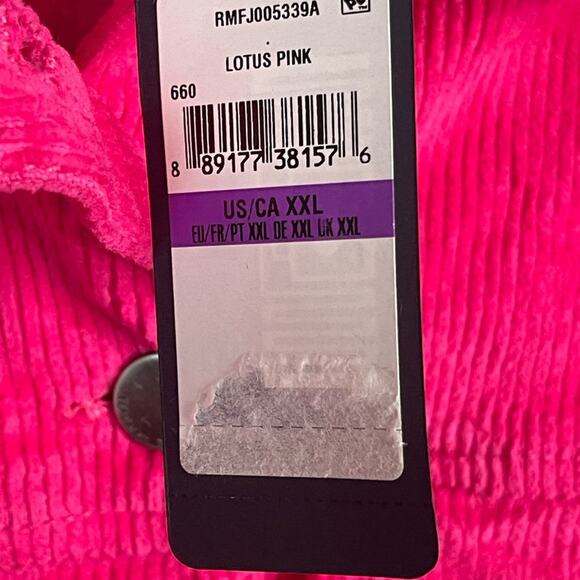 RMFJ005339A
LOTUS PINK
660
8 89177 38157 6
US/CA XXL
EU/FR/PT XXL DE XXL UK XXL